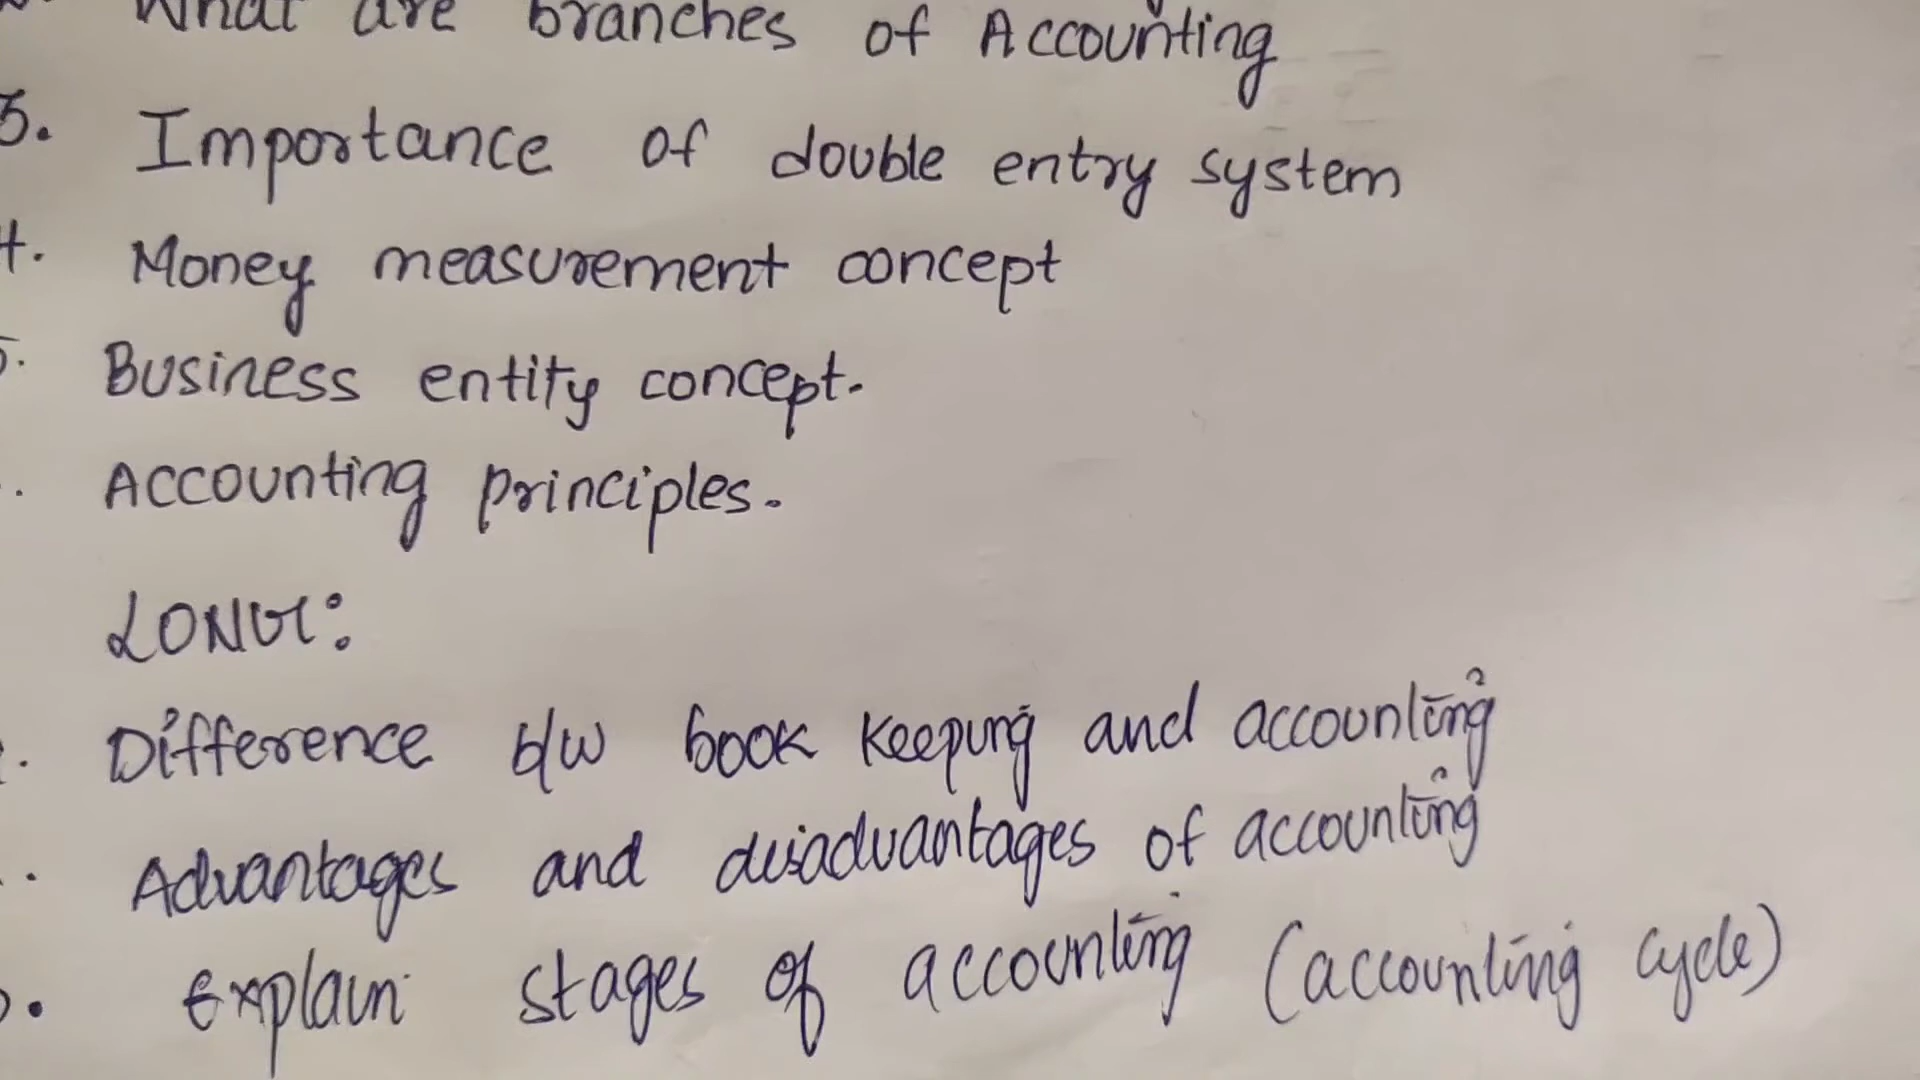 What are branches of Accounting
3. Importance of double entry system
4. Money measurement concept
5. Business entity concept.
. Accounting principles.
LONG:
. Difference b/w book keeping and accounting
. Advantages and disadvantages of accounting
. Explain stages of accounting (accounting cycle)